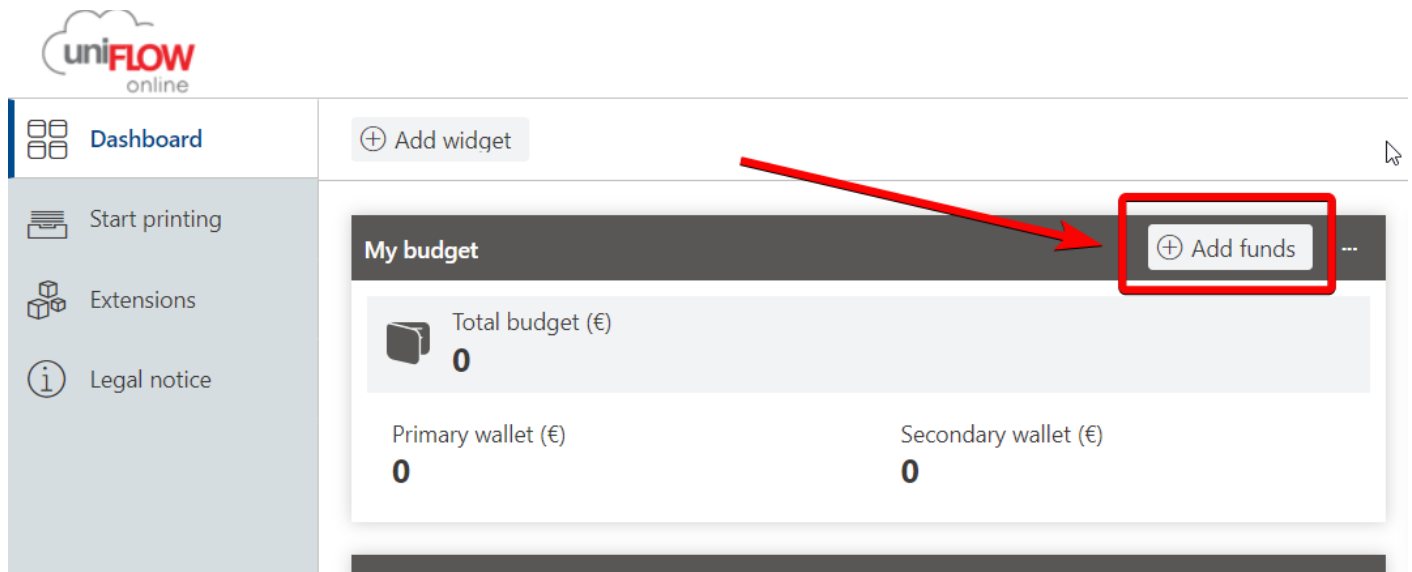 uniFLOW
online
Dashboard
Add widget
Start printing
My budget
Add funds
Extensions
Total budget (€)
0
Legal notice
Primary wallet (€)
0
Secondary wallet (€)
0